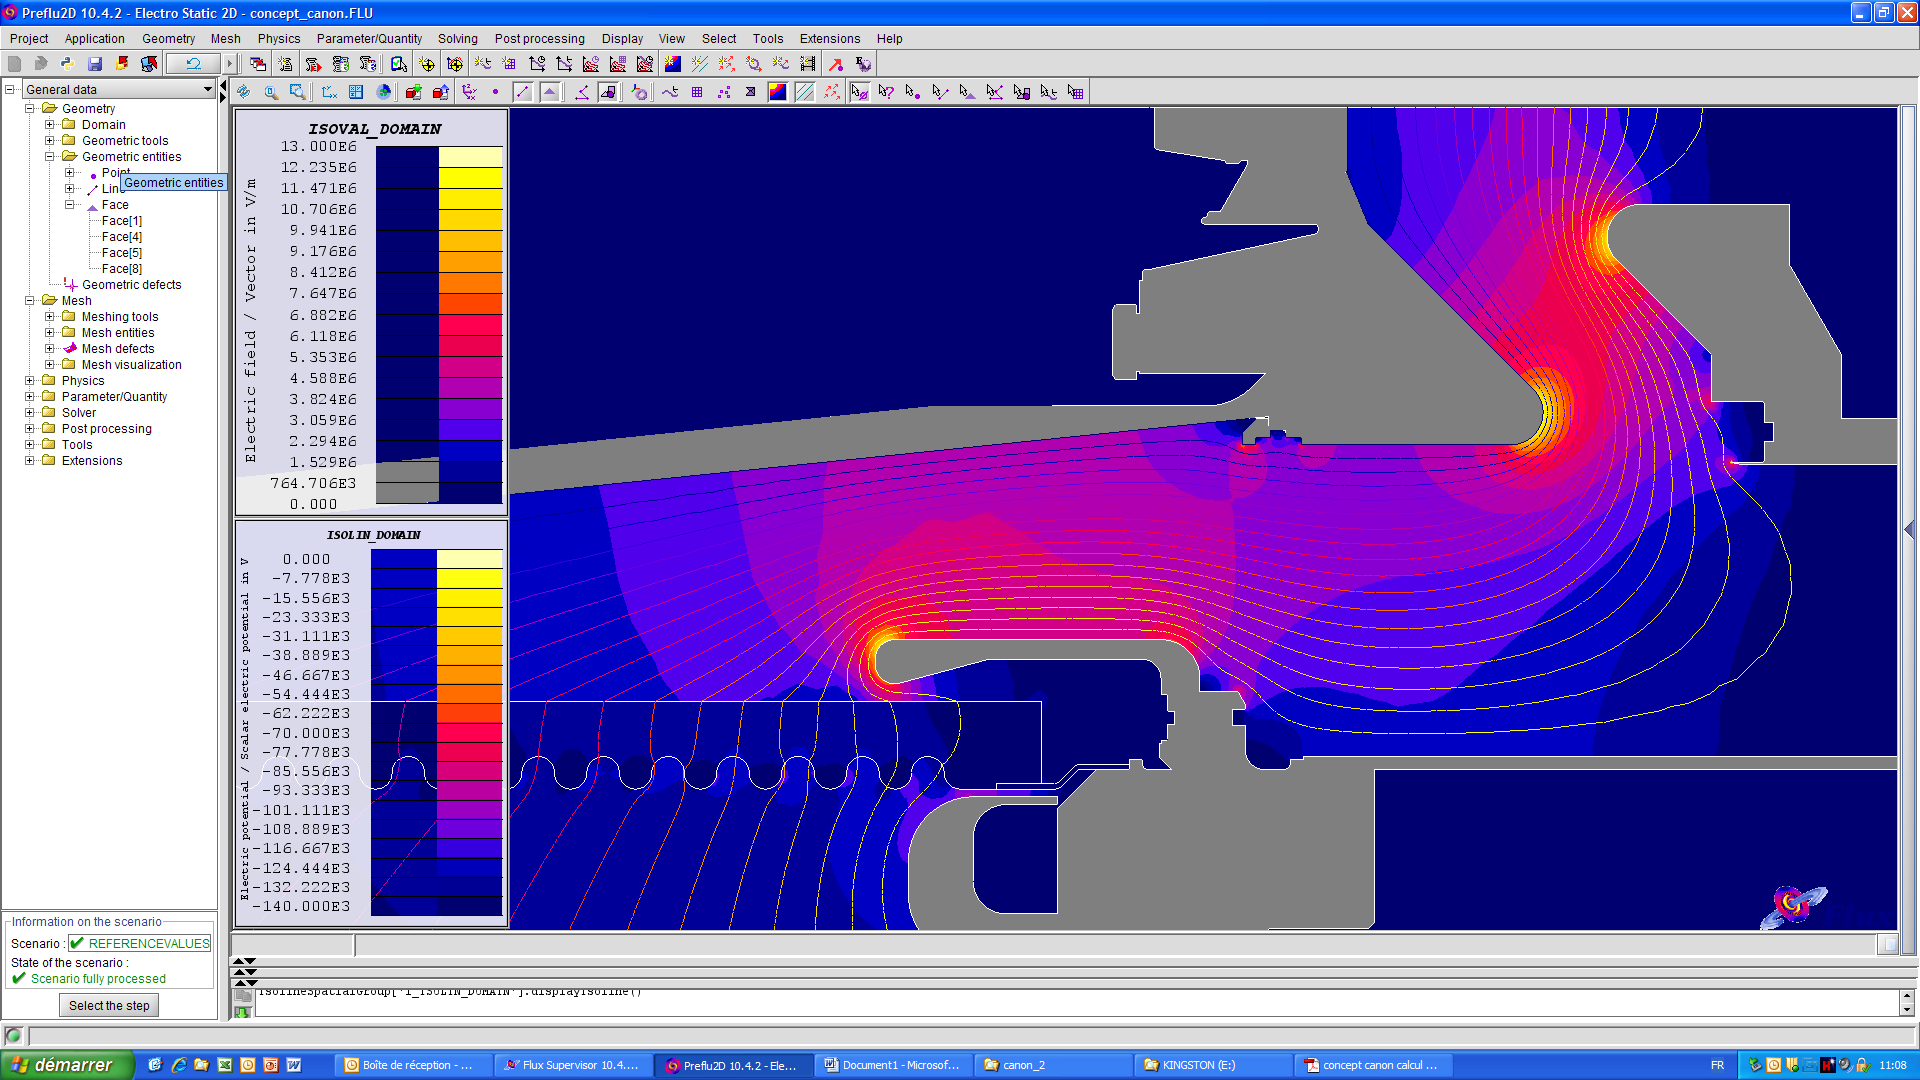 Preflu2D 10.4.2 - Electro Static 2D - concept_canon.FLU
Project Application Geometry Mesh Physics Parameter/Quantity Solving Post processing Display View Select Tools Extensions Help
General data
Geometry
Domain
Geometric tools
Geometric entities
Point
Geometric entities
Line
Face
Face[1]
Face[4]
Face[5]
Face[8]
Geometric defects
Mesh
Meshing tools
Mesh entities
Mesh defects
Mesh visualization
Physics
Parameter/Quantity
Solver
Post processing
Tools
Extensions
Information on the scenario
Scenario : REFERENCEVALUES
State of the scenario :
Scenario fully processed
Select the step
ISOVAL_DOMAIN
Electric field / Vector in V/m
13.000E6
12.235E6
11.471E6
10.706E6
9.941E6
9.176E6
8.412E6
7.647E6
6.882E6
6.118E6
5.353E6
4.588E6
3.824E6
3.059E6
2.294E6
1.529E6
764.706E3
0.000
ISOLIN_DOMAIN
Electric potential / Scalar electric potential in V
0.000
-7.778E3
-15.556E3
-23.333E3
-31.111E3
-38.889E3
-46.667E3
-54.444E3
-62.222E3
-70.000E3
-77.778E3
-85.556E3
-93.333E3
-101.111E3
-108.889E3
-116.667E3
-124.444E3
-132.222E3
-140.000E3
isolineSpatialGroup['I_ISOLIN_DOMAIN'].displayIsoline()
démarrer
Boîte de réception - ...
Flux Supervisor 10.4....
Preflu2D 10.4.2 - Ele...
Document1 - Microsof...
canon_2
KINGSTON (E:)
concept canon calcul ...
FR
11:08